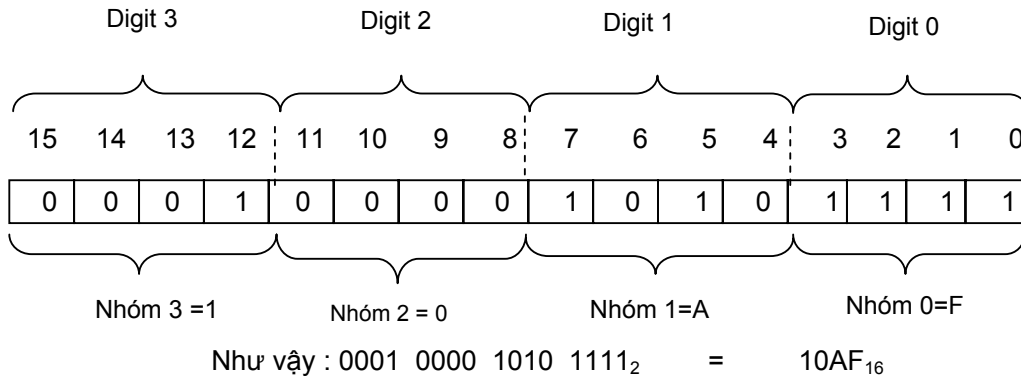 Digit 3 Digit 2 Digit 1 Digit 0
15 14 13 12 11 10 9 8 7 6 5 4 3 2 1 0
0 0 0 1 0 0 0 0 1 0 1 0 1 1 1 1
Nhóm 3 =1 Nhóm 2 = 0 Nhóm 1=A Nhóm 0=F
Như vậy : 0001 0000 1010 1111₂ = 10AF₁₆